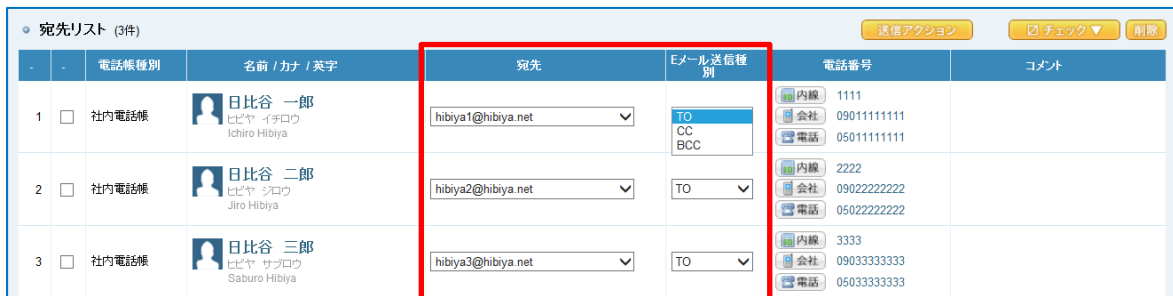 宛先リスト (3件) 送信アクション チェック▼ 削除
- - 電話帳種別 名前 / カナ / 英字 宛先 Eメール送信種別 電話番号 コメント
1 社内電話帳 日比谷 一郎 hibiya1@hibiya.net TO 内線 1111
ヒビヤ イチロウ CC 会社 09011111111
Ichiro Hibiya BCC 電話 05011111111
2 社内電話帳 日比谷 二郎 hibiya2@hibiya.net TO 内線 2222
ヒビヤ ジロウ 会社 09022222222
Jiro Hibiya 電話 05022222222
3 社内電話帳 日比谷 三郎 hibiya3@hibiya.net TO 内線 3333
ヒビヤ サブロウ 会社 09033333333
Saburo Hibiya 電話 05033333333